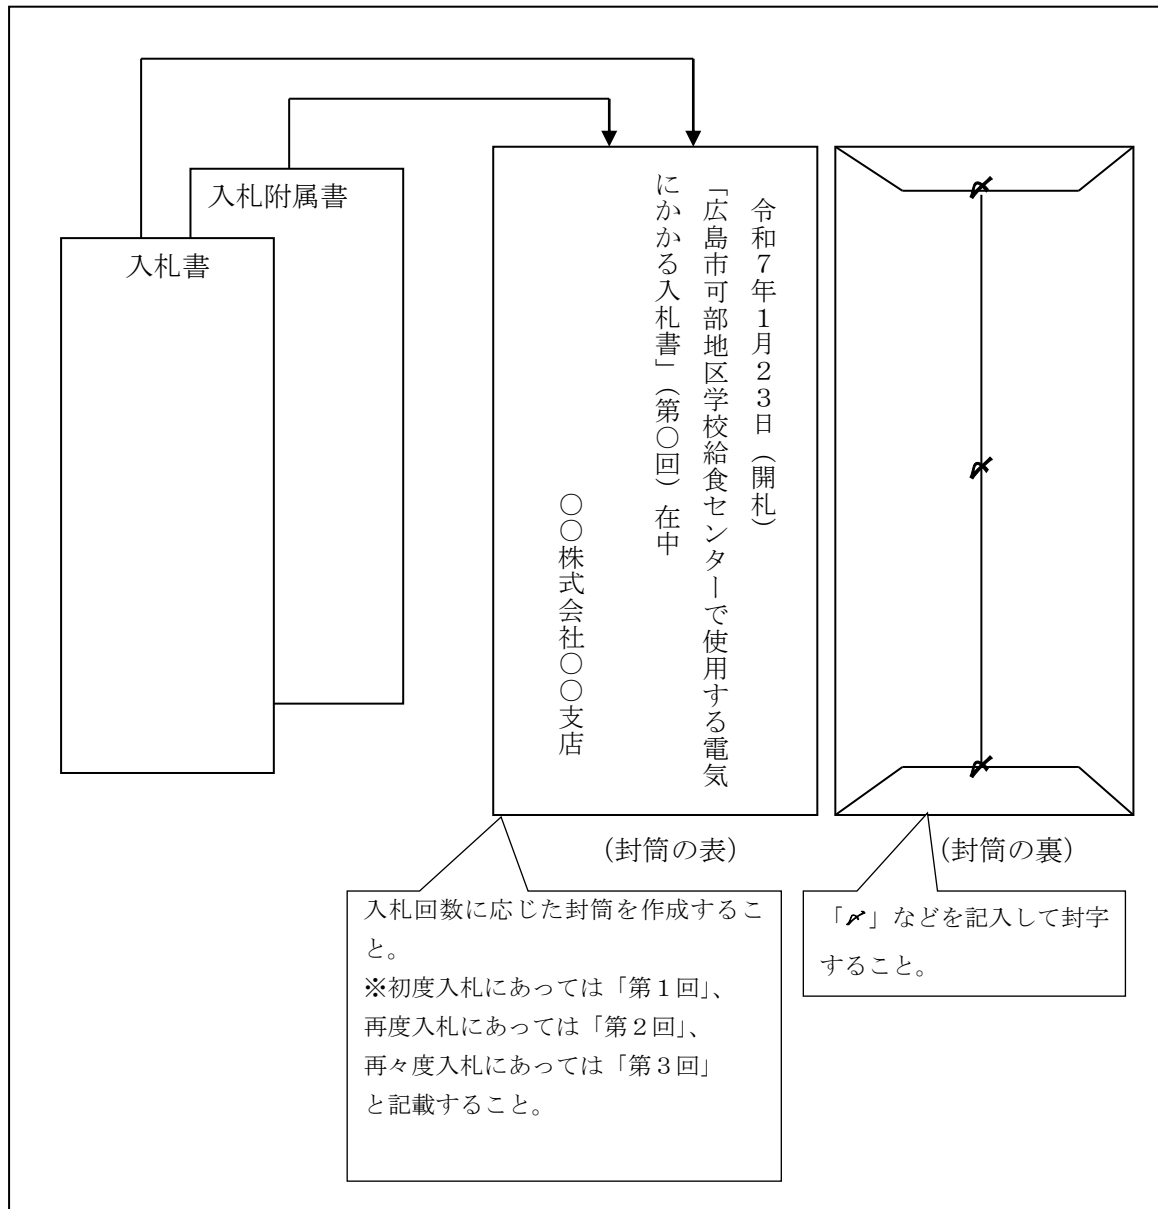 入札附属書
入札書
令和７年１月２３日（開札）
「広島市可部地区学校給食センターで使用する電気
にかかる入札書」（第〇回）在中
〇〇株式会社〇〇支店
〆
〆
〆
（封筒の表）
（封筒の裏）
入札回数に応じた封筒を作成するこ
と。
※初度入札にあっては「第１回」、
再度入札にあっては「第２回」、
再々度入札にあっては「第３回」
と記載すること。
「〆」などを記入して封字
すること。